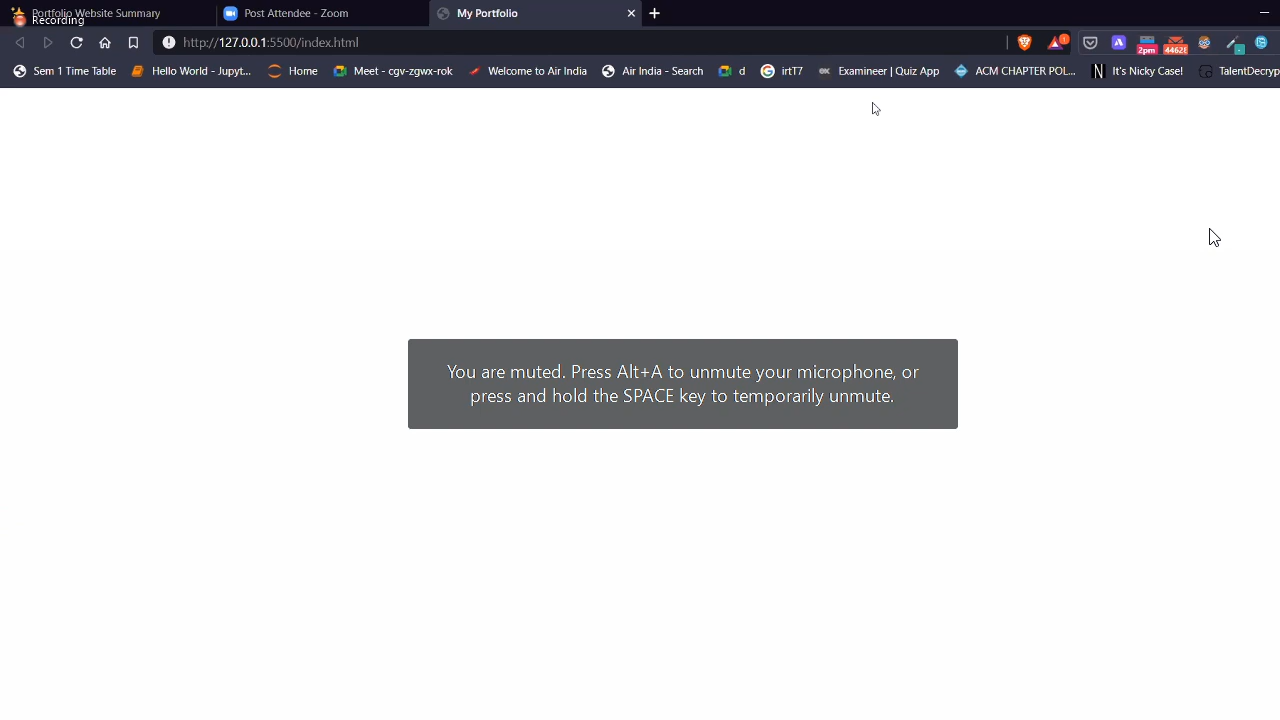 Portfolio Website Summary
Recording
Post Attendee - Zoom
My Portfolio
http://127.0.0.1:5500/index.html
1
2pm
4462E
Sem 1 Time Table
Hello World - Jupyt...
Home
Meet - cgv-zgwx-rok
Welcome to Air India
Air India - Search
d
irtT7
Examineer | Quiz App
ACM CHAPTER POL...
It's Nicky Case!
TalentDecryp
You are muted. Press Alt+A to unmute your microphone, or
press and hold the SPACE key to temporarily unmute.